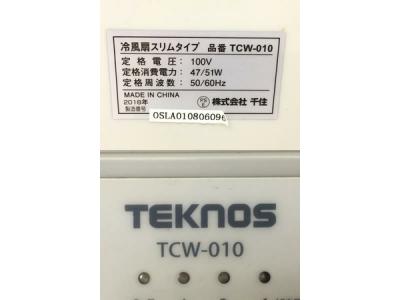 冷風扇スリムタイプ 品番 TCW-010
定格電圧: 100V
定格消費電力: 47/51W
定格周波数: 50/60Hz
MADE IN CHINA
2018年
製造番号
PS
E
株式会社 千住
OSLA01080609
TEKNOS
TCW-010